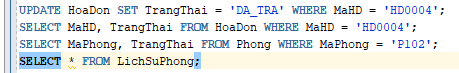 UPDATE HoaDon SET TrangThai = 'DA_TRA' WHERE MaHD = 'HD0004';
SELECT MaHD, TrangThai FROM HoaDon WHERE MaHD = 'HD0004';
SELECT MaPhong, TrangThai FROM Phong WHERE MaPhong = 'P102';
SELECT * FROM LichSuPhong;